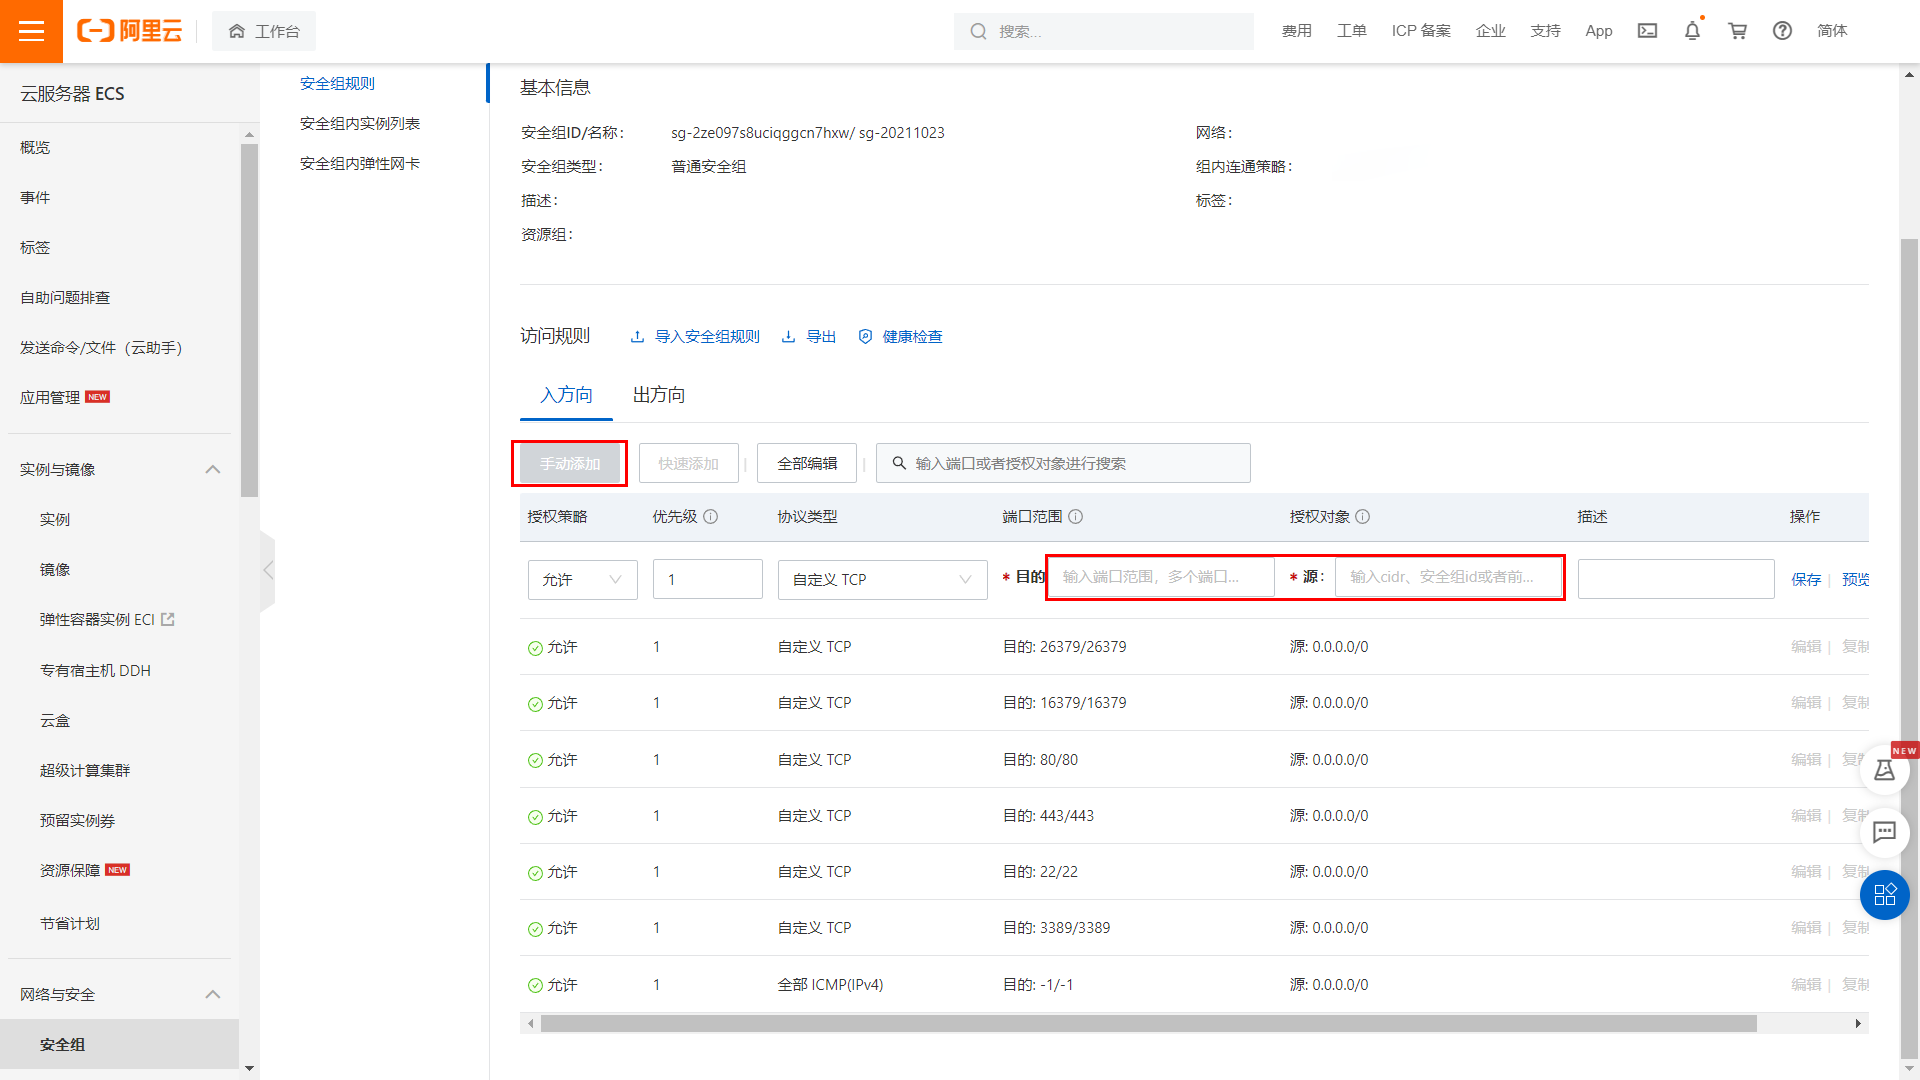 阿里云
工作台
搜索...
费用
工单
ICP 备案
企业
支持
App
简体
云服务器 ECS
概览
事件
标签
自助问题排查
发送命令/文件（云助手）
应用管理 NEW
实例与镜像
实例
镜像
弹性容器实例 ECI
专有宿主机 DDH
云盒
超级计算集群
预留实例券
资源保障 NEW
节省计划
网络与安全
安全组
安全组规则
安全组内实例列表
安全组内弹性网卡
基本信息
安全组ID/名称： sg-2ze097s8uciqggcn7hxw/ sg-20211023
网络：
安全组类型： 普通安全组
组内连通策略：
描述：
标签：
资源组：
访问规则 导入安全组规则 导出 健康检查
入方向 出方向
手动添加 快速添加 | 全部编辑 | 输入端口或者授权对象进行搜索
授权策略 优先级 协议类型 端口范围 授权对象 描述 操作
允许 1 自定义 TCP * 目的 输入端口范围，多个端口... * 源： 输入cidr、安全组id或者前... 保存 | 预览
允许 1 自定义 TCP 目的: 26379/26379 源: 0.0.0.0/0 编辑 | 复制
允许 1 自定义 TCP 目的: 16379/16379 源: 0.0.0.0/0 编辑 | 复制
允许 1 自定义 TCP 目的: 80/80 源: 0.0.0.0/0 编辑 | 复制
允许 1 自定义 TCP 目的: 443/443 源: 0.0.0.0/0 编辑 | 复制
允许 1 自定义 TCP 目的: 22/22 源: 0.0.0.0/0 编辑 | 复制
允许 1 自定义 TCP 目的: 3389/3389 源: 0.0.0.0/0 编辑 | 复制
允许 1 全部 ICMP(IPv4) 目的: -1/-1 源: 0.0.0.0/0 编辑 | 复制
NEW